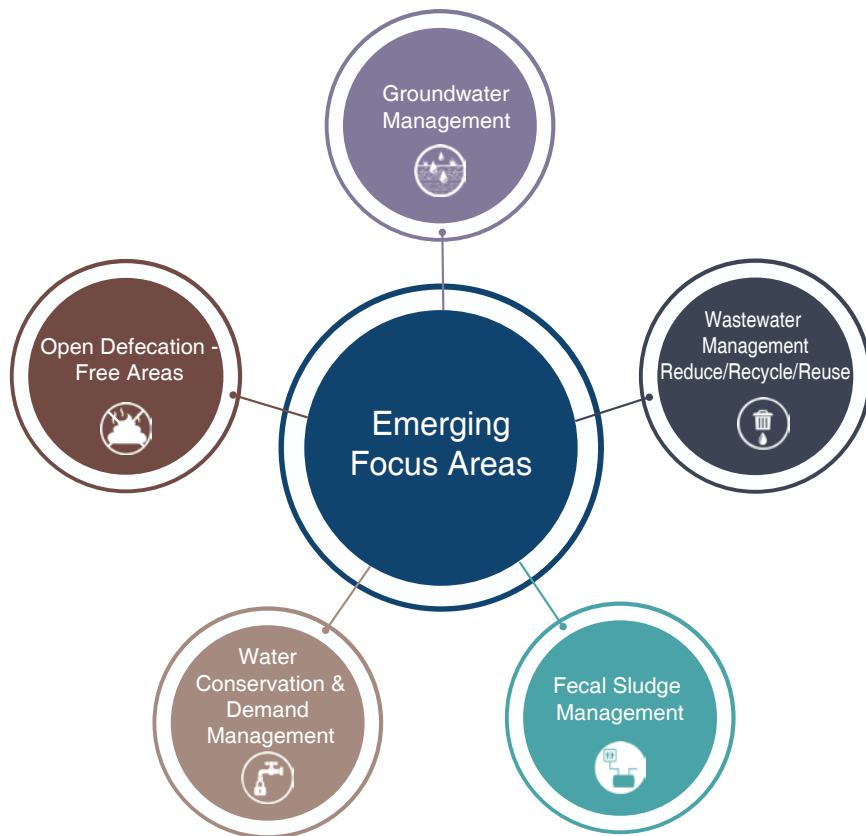 Groundwater
Management
Wastewater
Management
Reduce/Recycle/Reuse
Open Defecation -
Free Areas
Emerging
Focus Areas
Water
Conservation &
Demand
Management
Fecal Sludge
Management